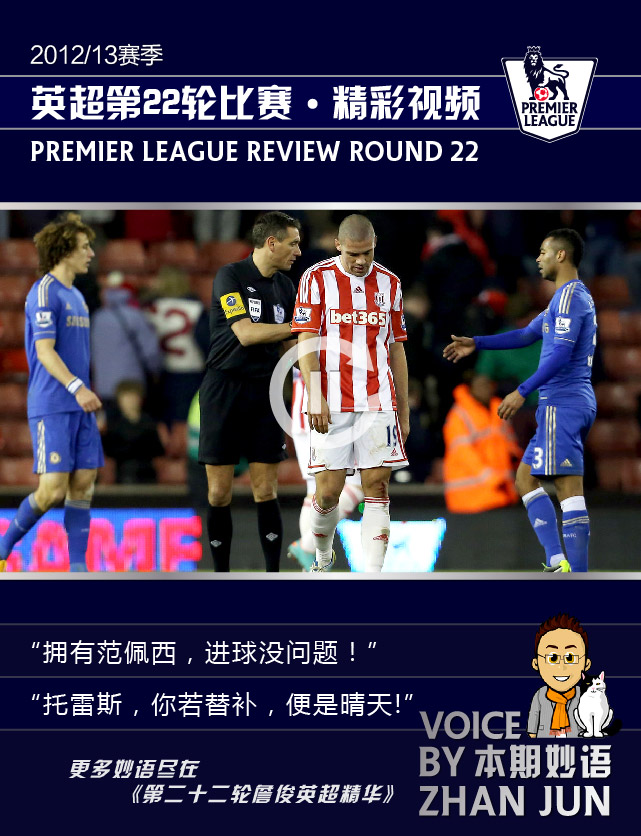 2012/13赛季
英超第22轮比赛·精彩视频
PREMIER LEAGUE REVIEW ROUND 22
PREMIER
LEAGUE
SAMSUNG
FIFA
bet365
3
“拥有范佩西，进球没问题！”
“托雷斯，你若替补，便是晴天!”
VOICE
BY 本期妙语
ZHAN JUN
更多妙语尽在
《第二十二轮詹俊英超精华》